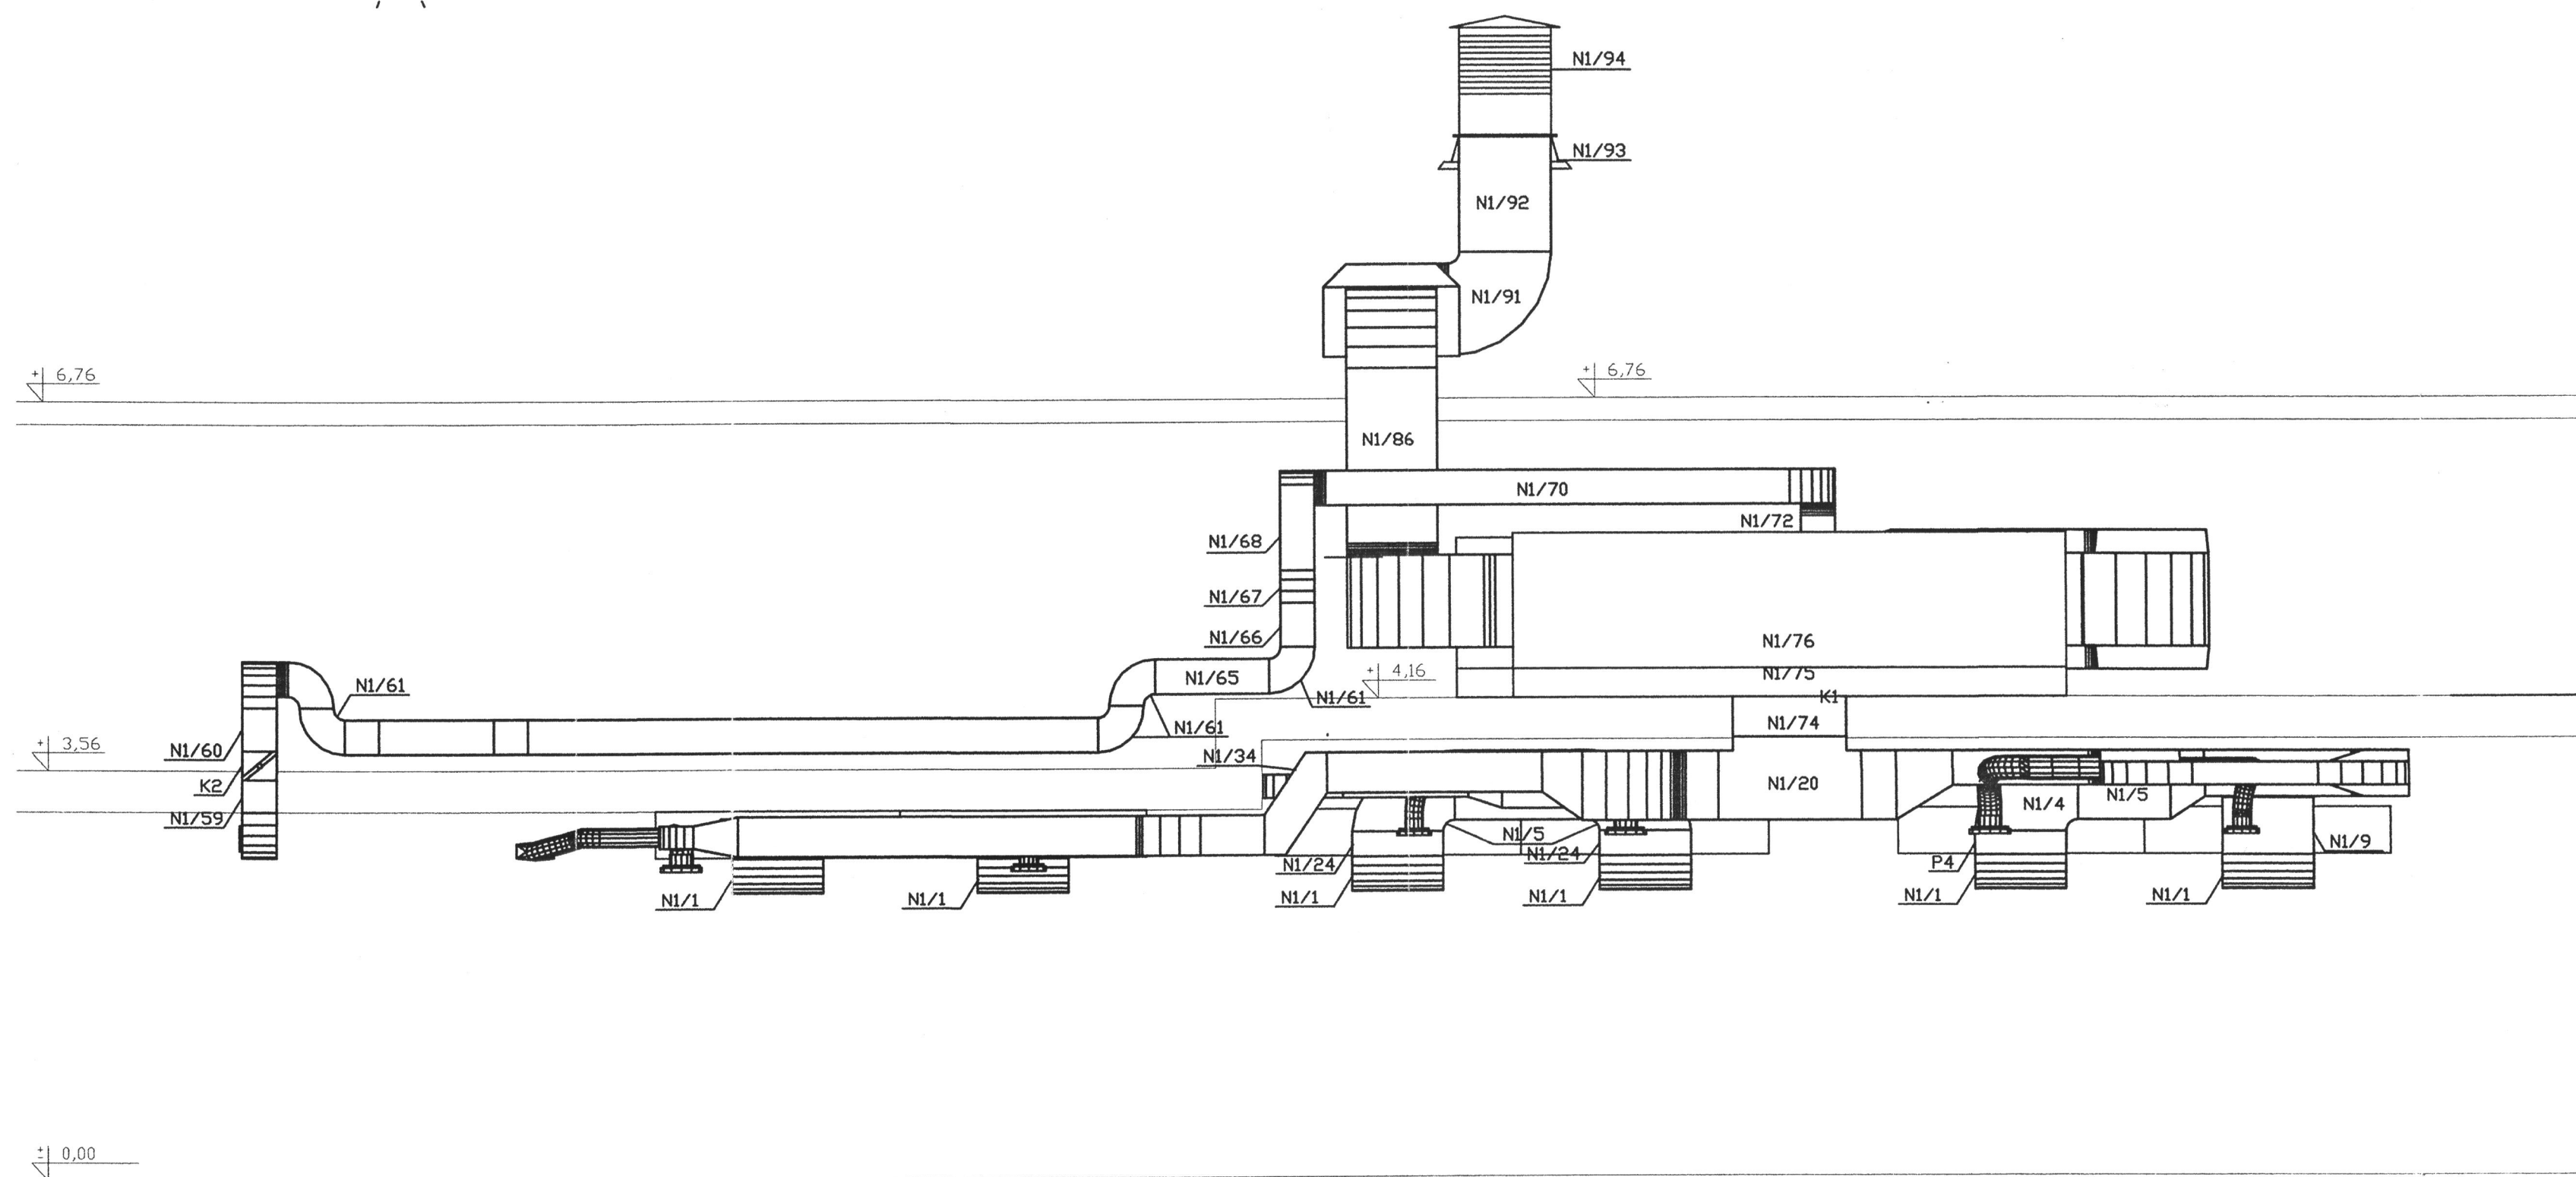 N1/94
N1/93
N1/92
N1/91
+ 6,76
+ 6,76
N1/86
N1/70
N1/72
N1/68
N1/67
N1/66
N1/76
+ 4,16
N1/75
N1/65
N1/61
N1/61
K1
N1/61
N1/74
+ 3,56
N1/60
N1/34
K2
N1/20
N1/5
N1/4
N1/59
N1/5
N1/9
N1/24
N1/24
P4
N1/1
N1/1
N1/1
N1/1
N1/1
N1/1
± 0,00